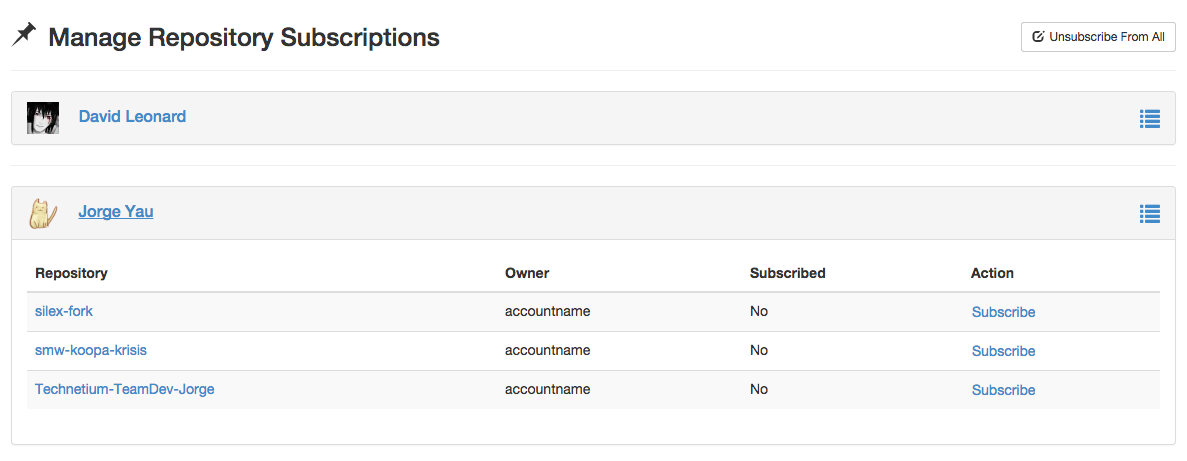 Manage Repository Subscriptions
Unsubscribe From All
David Leonard
Jorge Yau
Repository Owner Subscribed Action
silex-fork accountname No Subscribe
smw-koopa-krisis accountname No Subscribe
Technetium-TeamDev-Jorge accountname No Subscribe